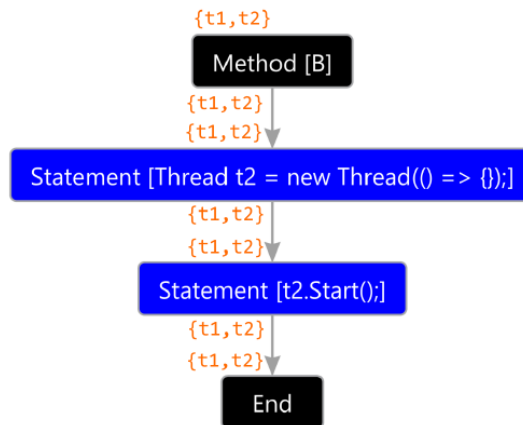 {t1,t2}
Method [B]
{t1,t2}
{t1,t2}
Statement [Thread t2 = new Thread(() => {});]
{t1,t2}
{t1,t2}
Statement [t2.Start();]
{t1,t2}
{t1,t2}
End